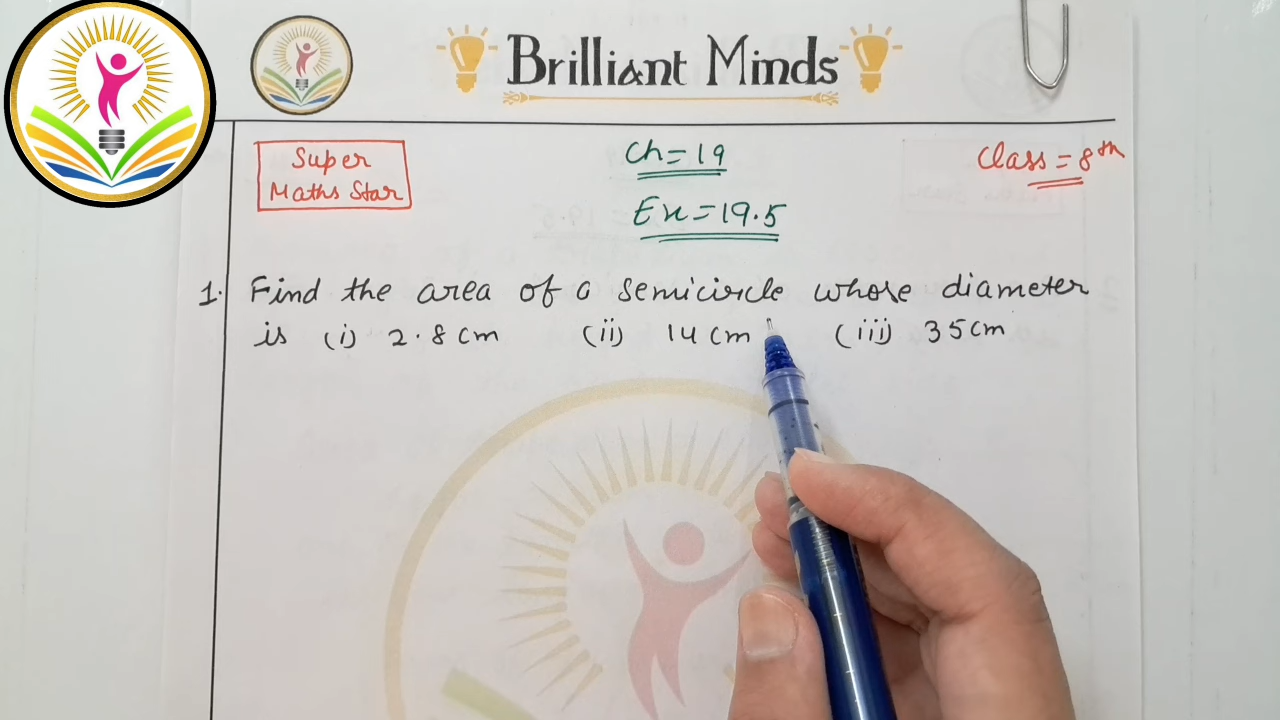 Brilliant Minds
Super
Maths Star
Ch = 19
Class = 8th
Ex = 19.5
1. Find the area of a semicircle whose diameter
is (i) 2.8 cm (ii) 14 cm (iii) 35 cm